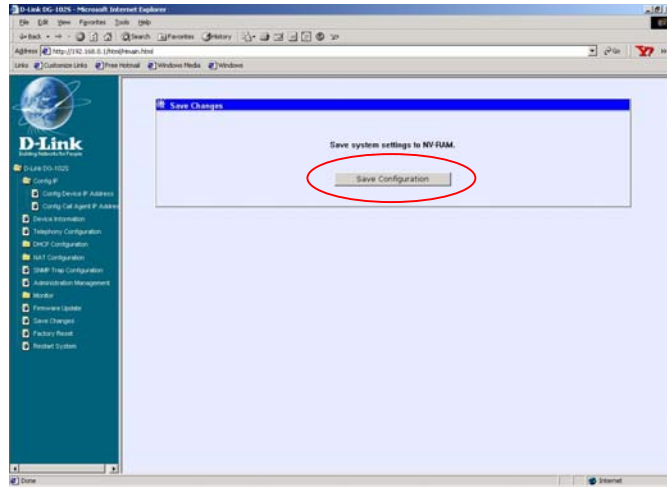 D-Link DG-102S - Microsoft Internet Explorer
File Edit View Favorites Tools Help
Back Search Favorites History
Address http://192.168.0.1/html/Hmain.html Go
Links Customize Links Free Hotmail Windows Media Windows
D-Link
Building Networks for People
D-Link DG-102S
Config IP
Config Device IP Address
Config Call Agent IP Addres
Device Information
Telephony Configuration
DHCP Configuration
NAT Configuration
SNMP Trap Configuration
Administration Management
Monitor
Firmware Update
Save Changes
Factory Reset
Restart System
Save Changes
Save system settings to NV-RAM.
Save Configuration
Done
Internet